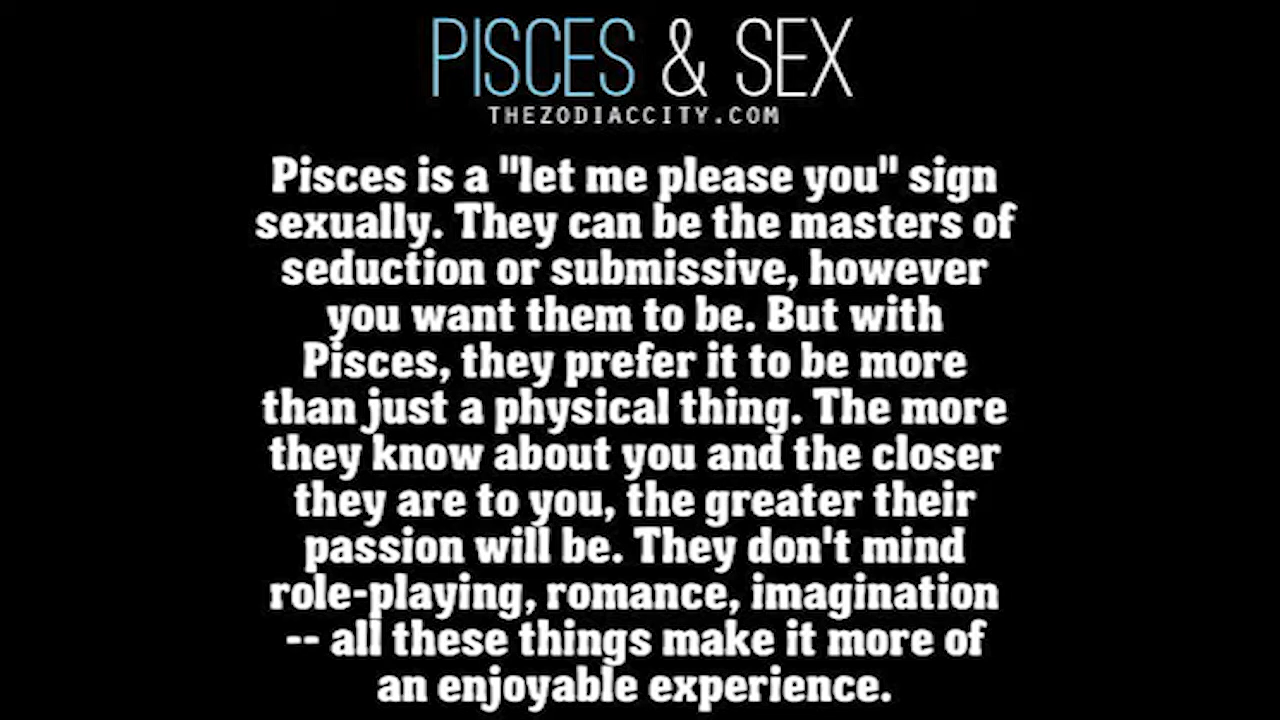 PISCES & SEX
THEZODIACCITY.COM
Pisces is a "let me please you" sign
sexually. They can be the masters of
seduction or submissive, however
you want them to be. But with
Pisces, they prefer it to be more
than just a physical thing. The more
they know about you and the closer
they are to you, the greater their
passion will be. They don't mind
role-playing, romance, imagination
-- all these things make it more of
an enjoyable experience.